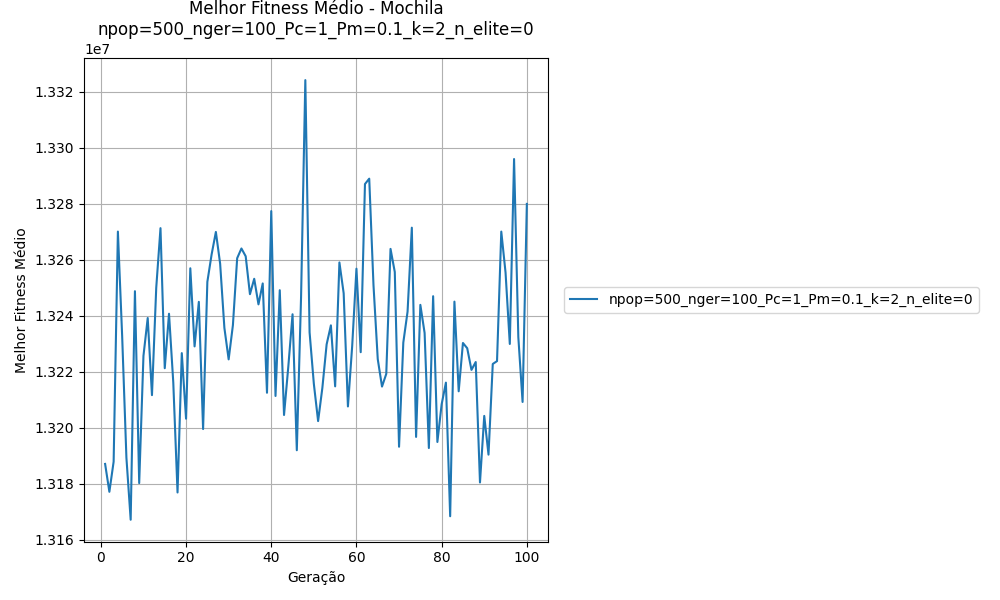 Melhor Fitness Médio - Mochila
npop=500_nger=100_Pc=1_Pm=0.1_k=2_n_elite=0
1e7
1.332
1.330
1.328
1.326
1.324
1.322
1.320
1.318
1.316
Melhor Fitness Médio
0 20 40 60 80 100
Geração
npop=500_nger=100_Pc=1_Pm=0.1_k=2_n_elite=0